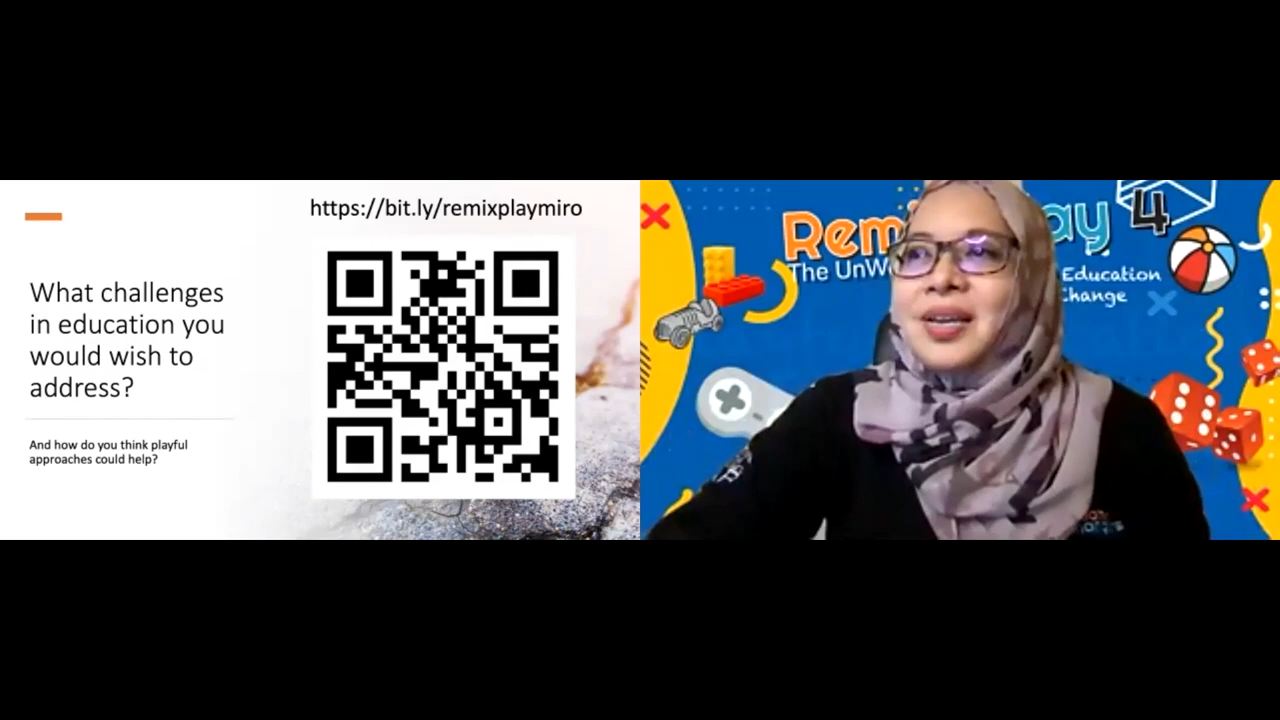 https://bit.ly/remixplaymiro
What challenges
in education you
would wish to
address?
And how do you think playful
approaches could help?
Rem ay 4
The UnW
Education
Change